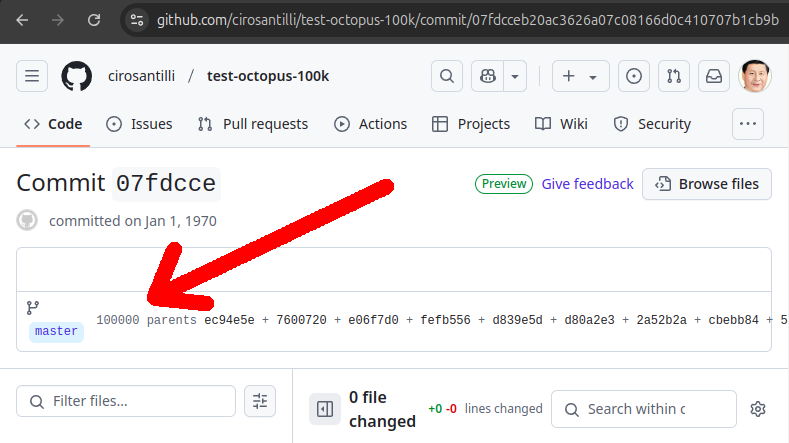 github.com/cirosantilli/test-octopus-100k/commit/07fdcceb20ac3626a07c08166d0c410707b1cb9b
cirosantilli / test-octopus-100k
Code Issues Pull requests Actions Projects Wiki Security
Commit 07fdcce
Preview Give feedback Browse files
committed on Jan 1, 1970
100000 parents ec94e5e + 7600720 + e06f7d0 + fefb556 + d839e5d + d80a2e3 + 2a52b2a + cbebb84 + 5
master
Filter files...
0 file changed
+0 -0 lines changed
Search within c